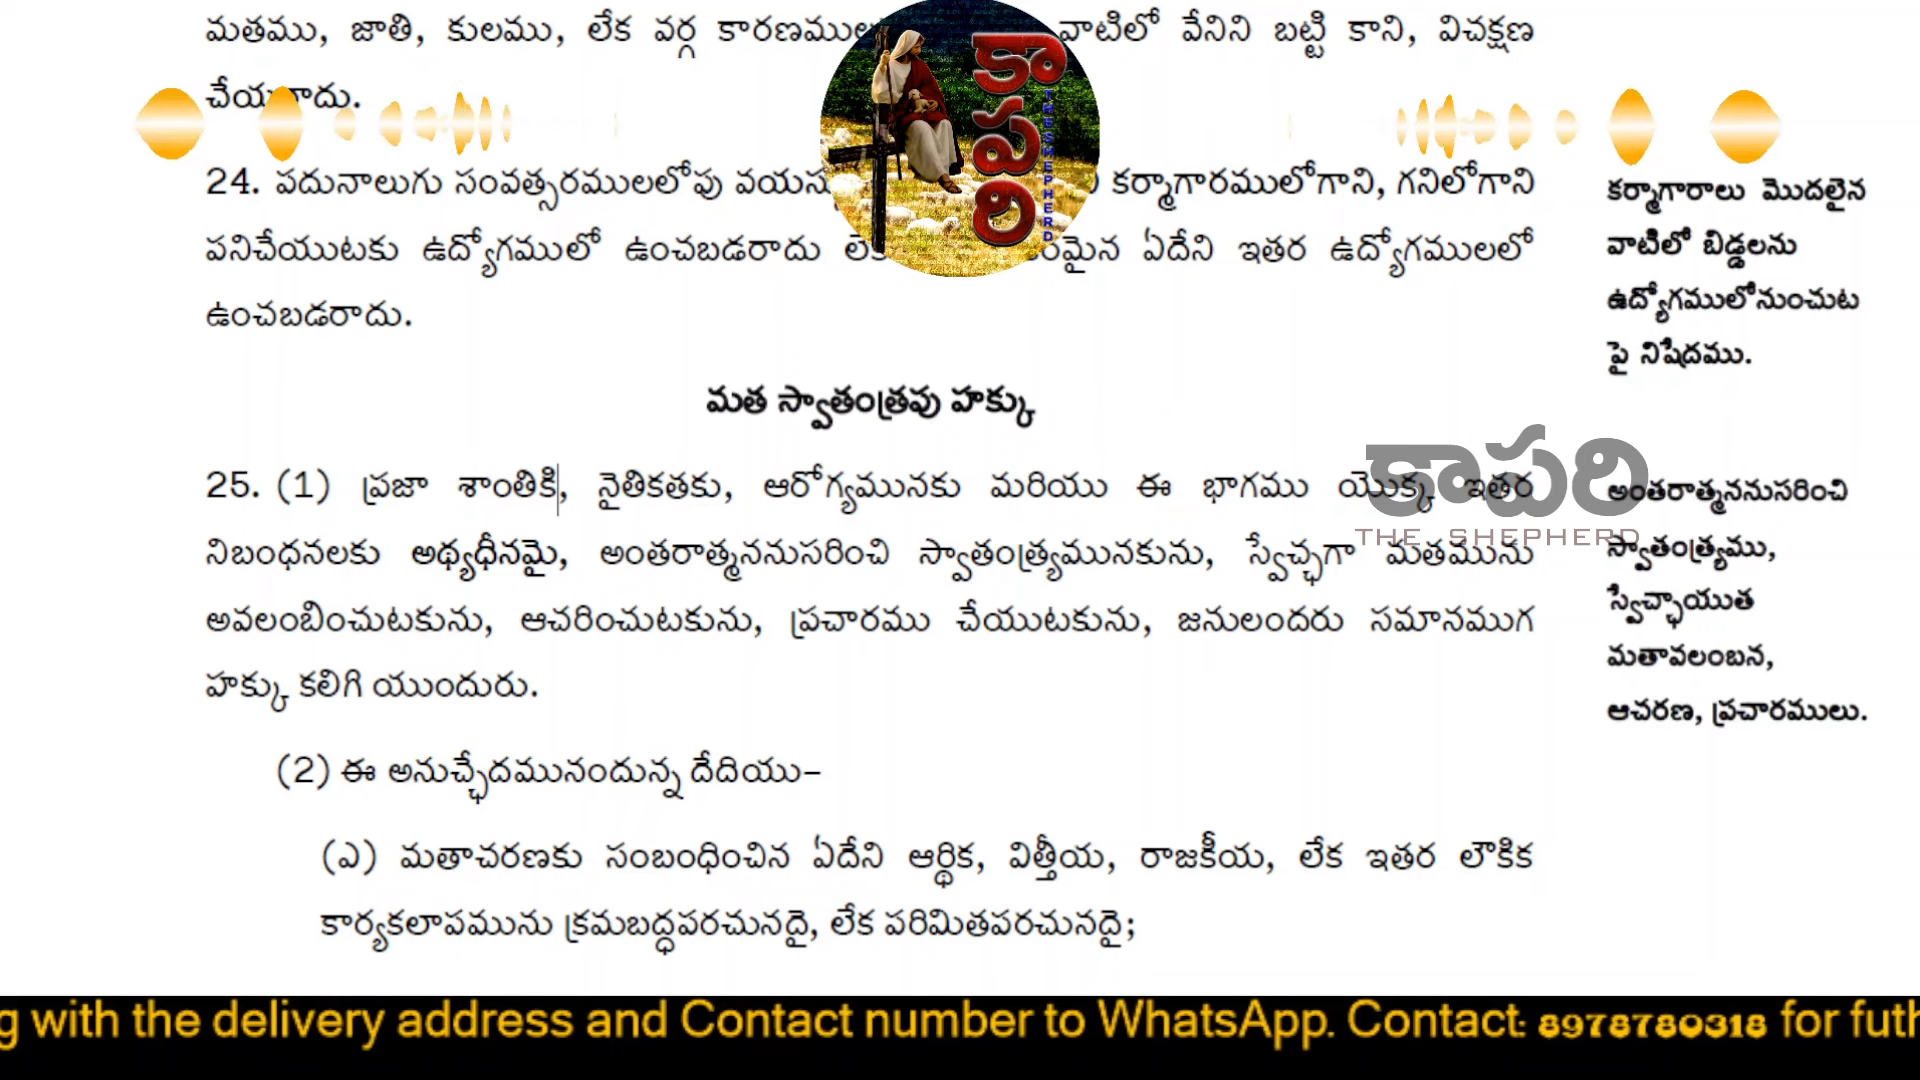 మతము, జాతి, కులము, లేక వర్గ వాటిలో వేనిని బట్టి కాని, విచక్షణ
24. పదునాలుగు సంవత్సరములలోపు కర్మాగారములోగాని, గనిలోగాని
పనిచేయుటకు ఉద్యోగములో ఉంచబడరాదు ఏదేని ఇతర ఉద్యోగములలో
ఉంచబడరాదు.
కర్మాగారాలు మొదలైన
వాటిలో బిడ్డలను
ఉద్యోగములోనుంచుట
పై నిషేదము.
కాపరి
THE SHEPHERD
మత స్వాతంత్రవు హక్కు
25. (1) ప్రజా శాంతికి, నైతికతకు, ఆరోగ్యమునకు మరియు ఈ భాగము యొక్క ఇతర
నిబంధనలకు అథ్యధీనమై, అంతరాత్మననుసరించి స్వాతంత్ర్యమునకును, స్వేచ్ఛగా మతమును
అవలంబించుటకును, ఆచరించుటకును, ప్రచారము చేయుటకును, జనులందరు సమానముగ
హక్కు కలిగి యుందురు.
కాపరి
THE SHEPHERD
అంతరాత్మననుసరించి
స్వాతంత్ర్యము,
స్వేచ్ఛాయుత
మతావలంబన,
ఆచరణ, ప్రచారములు.
(2) ఈ అనుచ్ఛేదమునందున్న దేదియు–
(ఎ) మతాచరణకు సంబంధించిన ఏదేని ఆర్థిక, విత్తీయ, రాజకీయ, లేక ఇతర లౌకిక
కార్యకలాపమును క్రమబద్ధపరచునదై, లేక పరిమితపరచునదై;
g with the delivery address and Contact number to WhatsApp. Contact: 8978780318 for futh